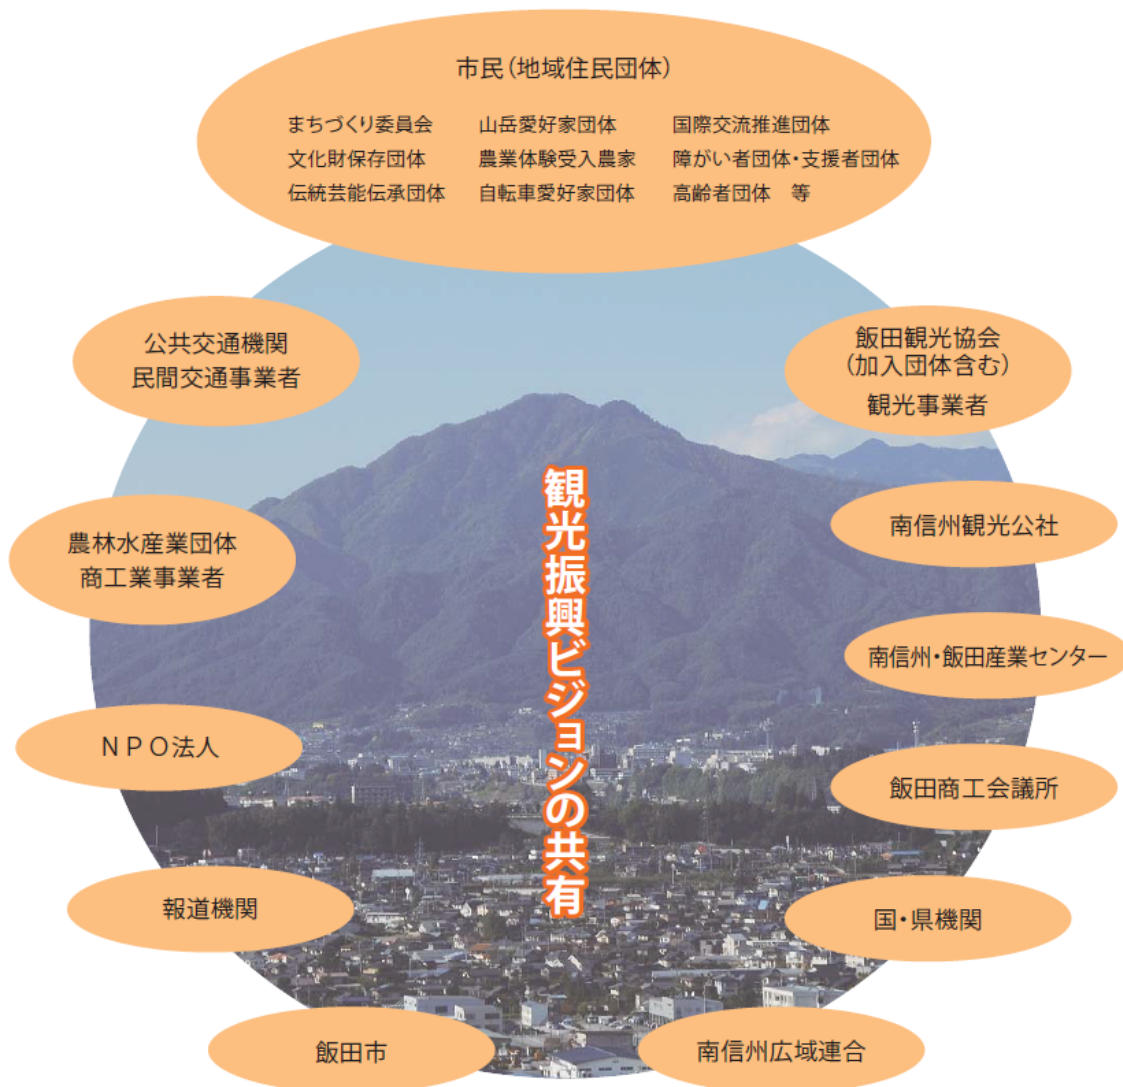 市民（地域住民団体）
まちづくり委員会　山岳愛好家団体　国際交流推進団体
文化財保存団体　農業体験受入農家　障がい者団体・支援者団体
伝統芸能伝承団体　自転車愛好家団体　高齢者団体　等
公共交通機関
民間交通事業者
飯田観光協会
（加入団体含む）
観光事業者
観光振興ビジョンの共有
南信州観光公社
農林水産業団体
商工業事業者
南信州・飯田産業センター
ＮＰＯ法人
飯田商工会議所
報道機関
国・県機関
飯田市
南信州広域連合